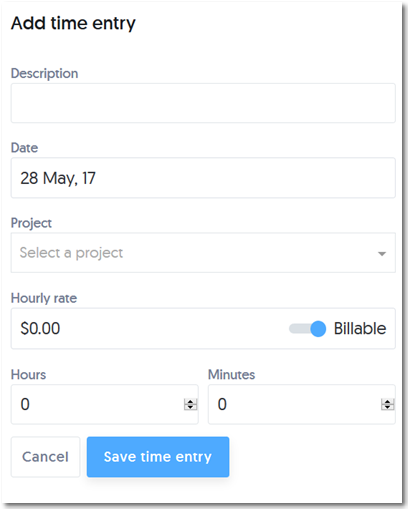 Add time entry
Description
Date
28 May, 17
Project
Select a project
Hourly rate
$0.00 Billable
Hours Minutes
0 0
Cancel Save time entry